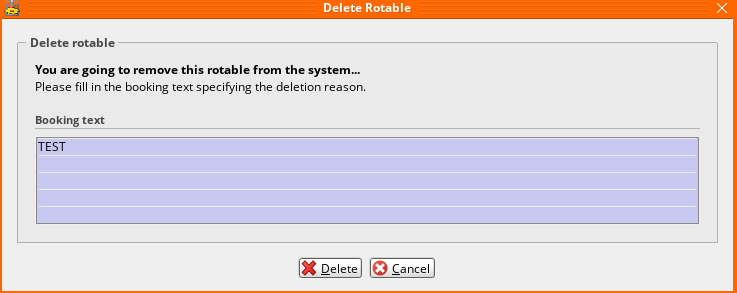 Delete Rotable
Delete rotable
You are going to remove this rotable from the system...
Please fill in the booking text specifying the deletion reason.
Booking text
TEST
Delete Cancel